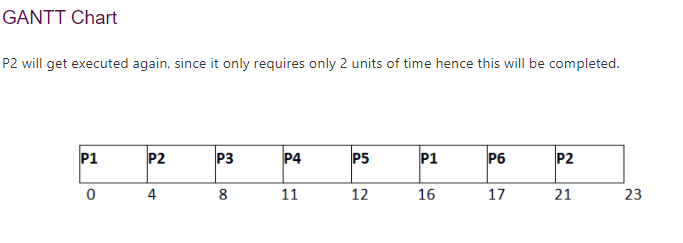 GANTT Chart
P2 will get executed again, since it only requires only 2 units of time hence this will be completed.
P1 P2 P3 P4 P5 P1 P6 P2
0 4 8 11 12 16 17 21 23